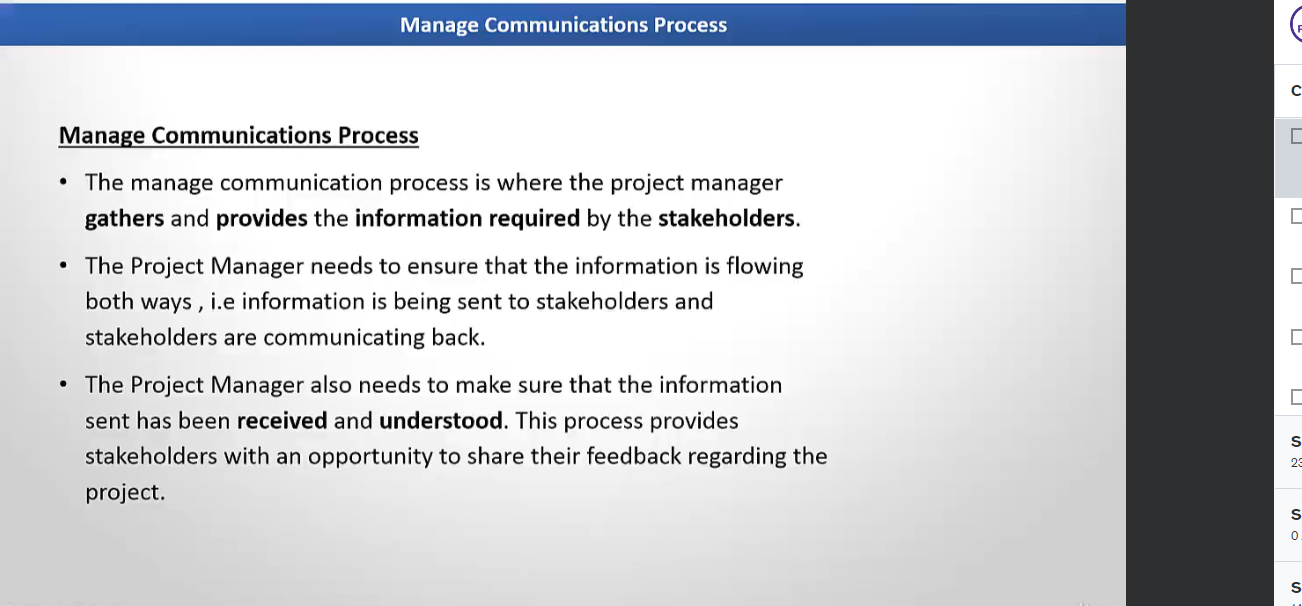 Manage Communications Process
Manage Communications Process
• The manage communication process is where the project manager
gathers and provides the information required by the stakeholders.
• The Project Manager needs to ensure that the information is flowing
both ways , i.e information is being sent to stakeholders and
stakeholders are communicating back.
• The Project Manager also needs to make sure that the information
sent has been received and understood. This process provides
stakeholders with an opportunity to share their feedback regarding the
project.
C
S
23
S
0
S